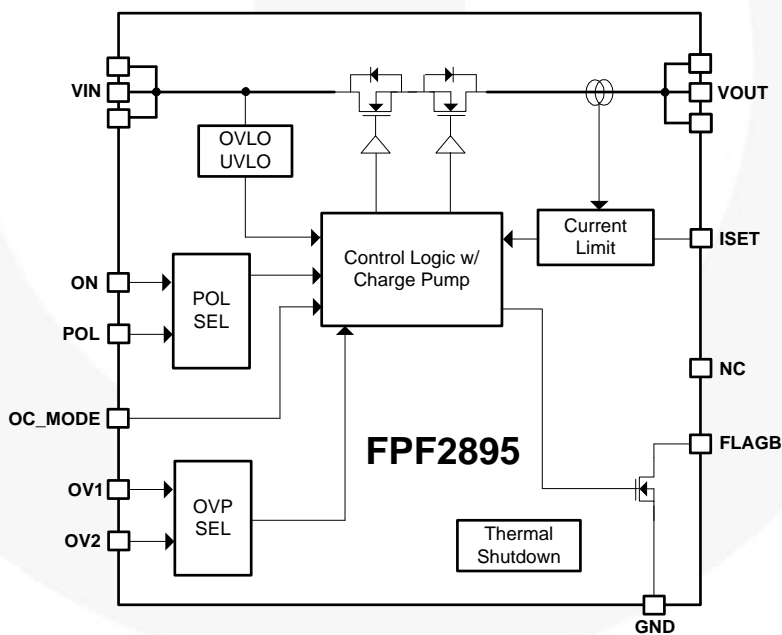 VIN
VOUT
OVLO
UVLO
Current
Limit
ISET
Control Logic w/
Charge Pump
ON
POL
SEL
POL
NC
OC_MODE
FPF2895
FLAGB
OV1
OVP
SEL
OV2
Thermal
Shutdown
GND